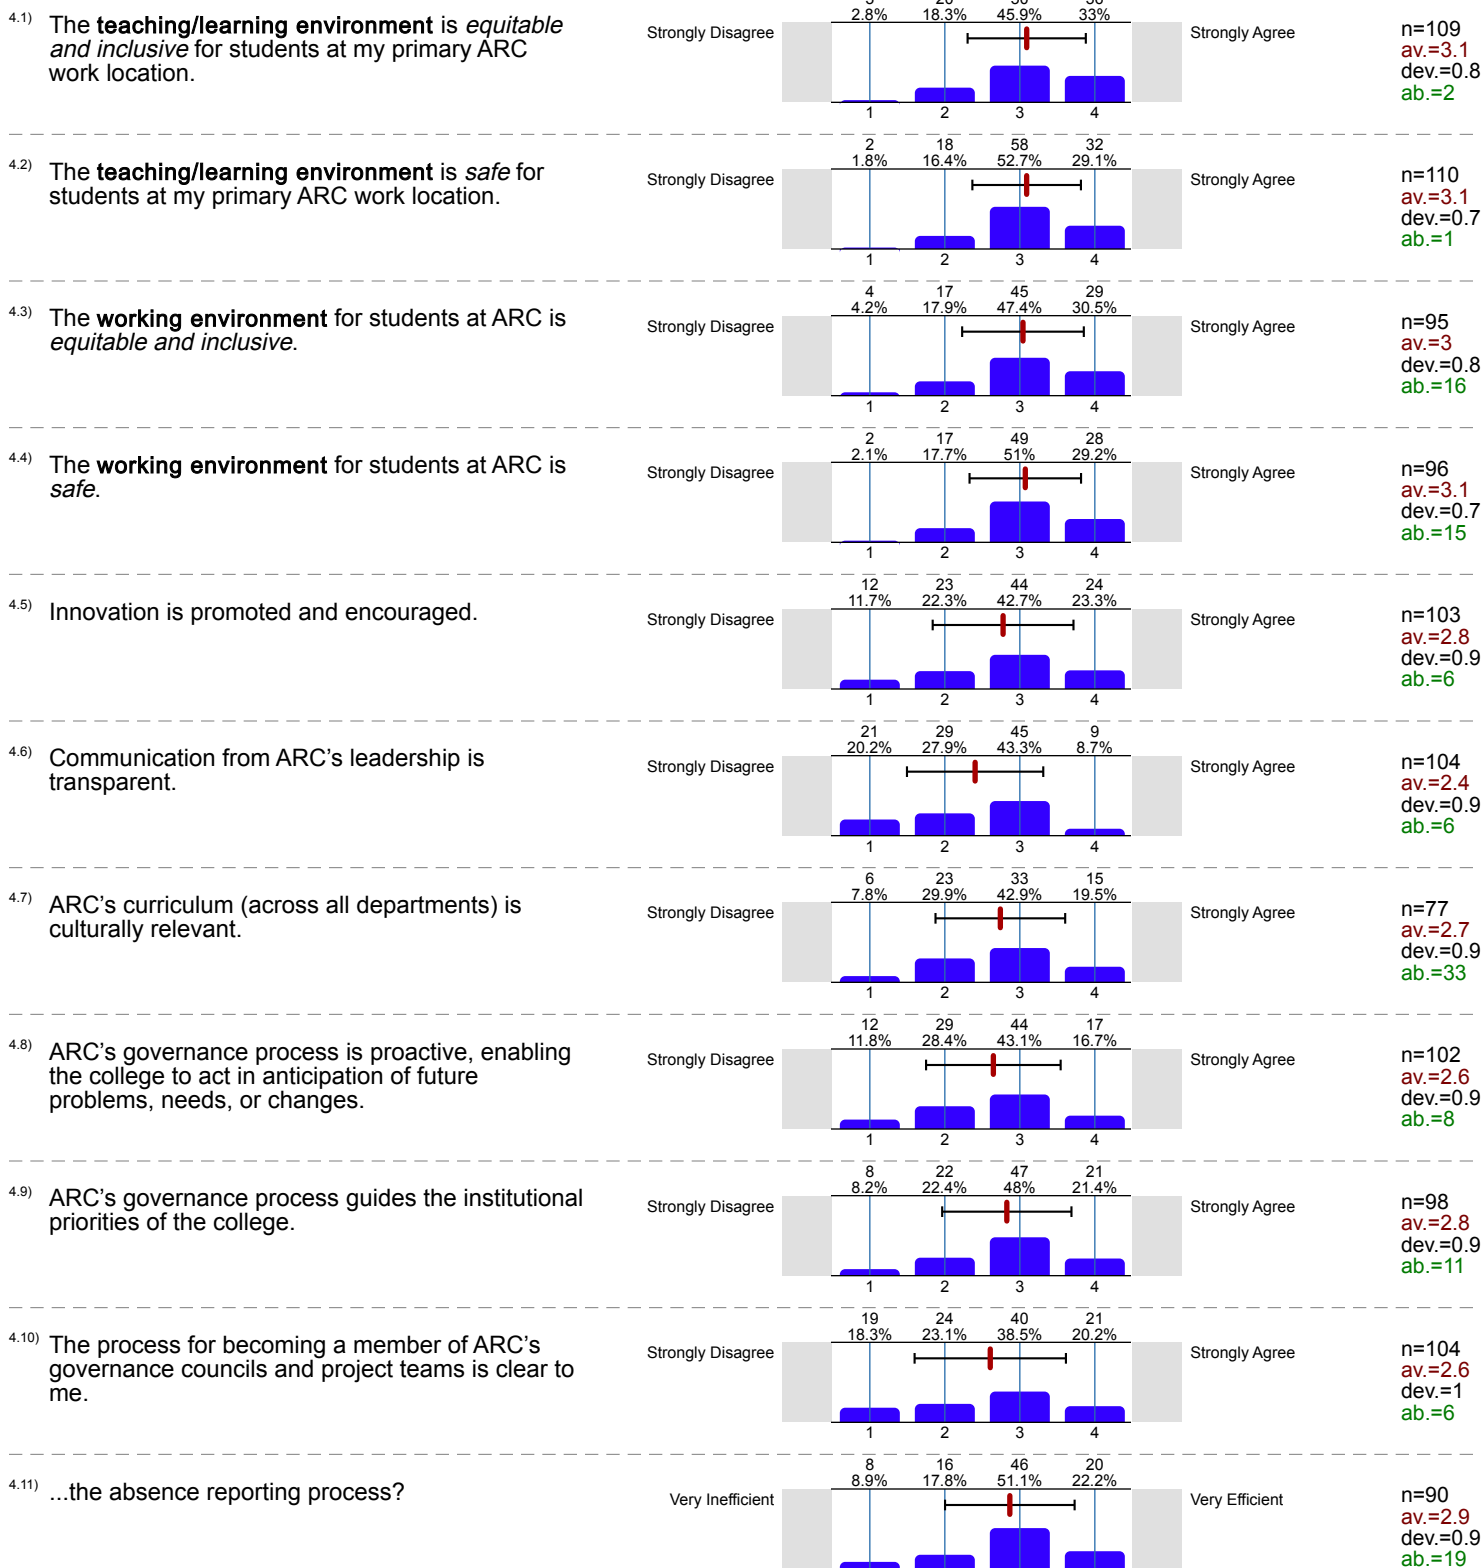 2.8% 18.3% 45.9% 33%
4.1) The teaching/learning environment is equitable Strongly Disagree Strongly Agree n=109
and inclusive for students at my primary ARC av.=3.1
work location. dev.=0.8
ab.=2
1 2 3 4
2 18 58 32
1.8% 16.4% 52.7% 29.1%
4.2) The teaching/learning environment is safe for Strongly Disagree Strongly Agree n=110
students at my primary ARC work location. av.=3.1
dev.=0.7
ab.=1
1 2 3 4
4 17 45 29
4.2% 17.9% 47.4% 30.5%
4.3) The working environment for students at ARC is Strongly Disagree Strongly Agree n=95
equitable and inclusive. av.=3
dev.=0.8
ab.=16
1 2 3 4
2 17 49 28
2.1% 17.7% 51% 29.2%
4.4) The working environment for students at ARC is Strongly Disagree Strongly Agree n=96
safe. av.=3.1
dev.=0.7
ab.=15
1 2 3 4
12 23 44 24
11.7% 22.3% 42.7% 23.3%
4.5) Innovation is promoted and encouraged. Strongly Disagree Strongly Agree n=103
av.=2.8
dev.=0.9
ab.=6
1 2 3 4
21 29 45 9
20.2% 27.9% 43.3% 8.7%
4.6) Communication from ARC's leadership is Strongly Disagree Strongly Agree n=104
transparent. av.=2.4
dev.=0.9
ab.=6
1 2 3 4
6 23 33 15
7.8% 29.9% 42.9% 19.5%
4.7) ARC's curriculum (across all departments) is Strongly Disagree Strongly Agree n=77
culturally relevant. av.=2.7
dev.=0.9
ab.=33
1 2 3 4
12 29 44 17
11.8% 28.4% 43.1% 16.7%
4.8) ARC's governance process is proactive, enabling Strongly Disagree Strongly Agree n=102
the college to act in anticipation of future av.=2.6
problems, needs, or changes. dev.=0.9
ab.=8
1 2 3 4
8 22 47 21
8.2% 22.4% 48% 21.4%
4.9) ARC's governance process guides the institutional Strongly Disagree Strongly Agree n=98
priorities of the college. av.=2.8
dev.=0.9
ab.=11
1 2 3 4
19 24 40 21
18.3% 23.1% 38.5% 20.2%
4.10) The process for becoming a member of ARC's Strongly Disagree Strongly Agree n=104
governance councils and project teams is clear to av.=2.6
me. dev.=1
ab.=6
1 2 3 4
8 16 46 20
8.9% 17.8% 51.1% 22.2%
4.11) ...the absence reporting process? Very Inefficient Very Efficient n=90
av.=2.9
dev.=0.9
ab.=19